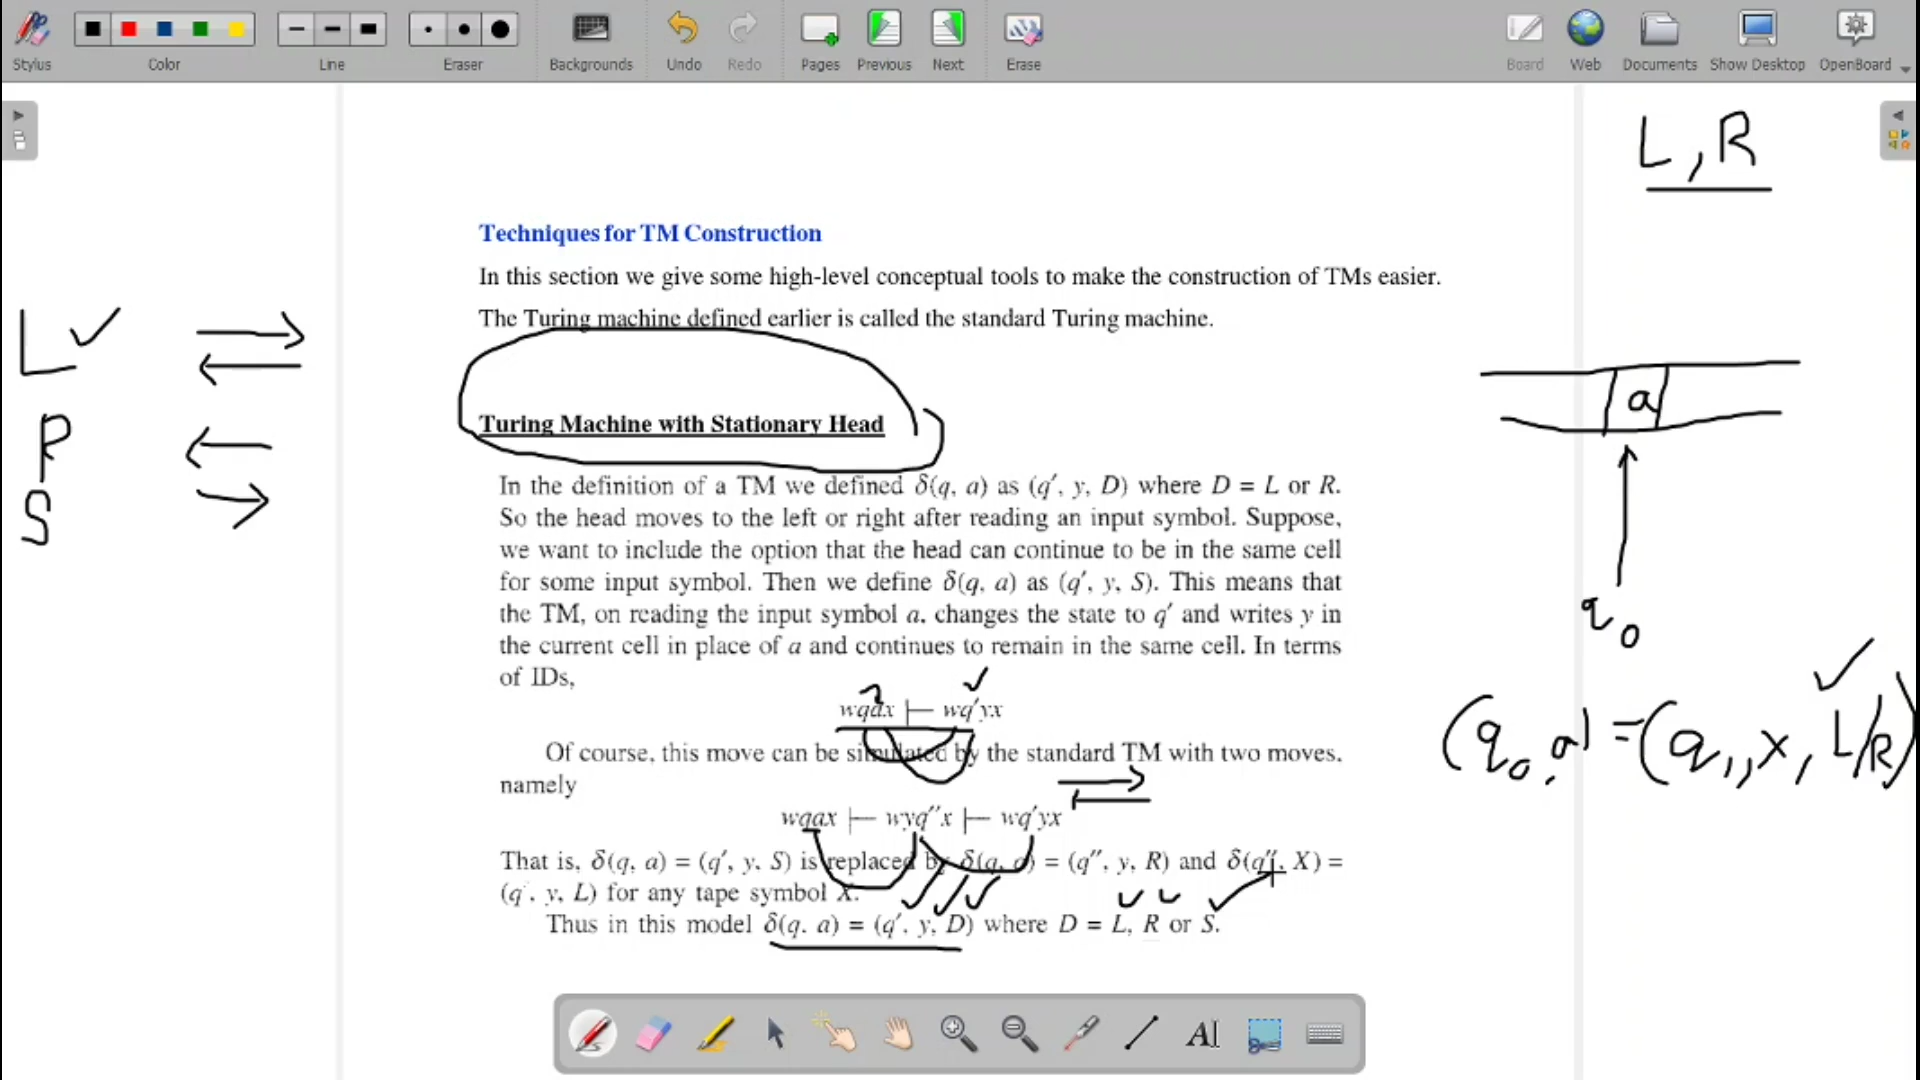 Stylus Color Line Eraser Backgrounds Undo Redo Pages Previous Next Erase Board Web Documents Show Desktop OpenBoard
L, R
Techniques for TM Construction
In this section we give some high-level conceptual tools to make the construction of TMs easier.
The Turing machine defined earlier is called the standard Turing machine.
L
R
S
a
q0
(q0, a) = (q1, x, L/R)
Turing Machine with Stationary Head
In the definition of a TM we defined δ(q, a) as (q′, y, D) where D = L or R.
So the head moves to the left or right after reading an input symbol. Suppose,
we want to include the option that the head can continue to be in the same cell
for some input symbol. Then we define δ(q, a) as (q′, y, S). This means that
the TM, on reading the input symbol a, changes the state to q′ and writes y in
the current cell in place of a and continues to remain in the same cell. In terms
of IDs,
wqax |— wq′yx
Of course, this move can be simulated by the standard TM with two moves,
namely
wqax |— wyq″x |— wq′yx
That is, δ(q, a) = (q′, y, S) is replaced by δ(q, a) = (q″, y, R) and δ(q″, X) =
(q′, y, L) for any tape symbol X.
Thus in this model δ(q, a) = (q′, y, D) where D = L, R or S.